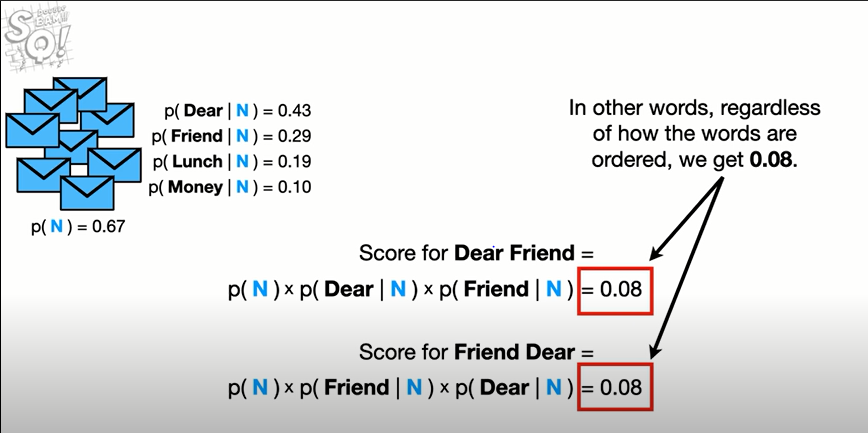 SQ!
p( Dear | N ) = 0.43
p( Friend | N ) = 0.29
p( Lunch | N ) = 0.19
p( Money | N ) = 0.10
p( N ) = 0.67
In other words, regardless
of how the words are
ordered, we get 0.08.
Score for Dear Friend =
p( N ) × p( Dear | N ) × p( Friend | N ) = 0.08
Score for Friend Dear =
p( N ) × p( Friend | N ) × p( Dear | N ) = 0.08